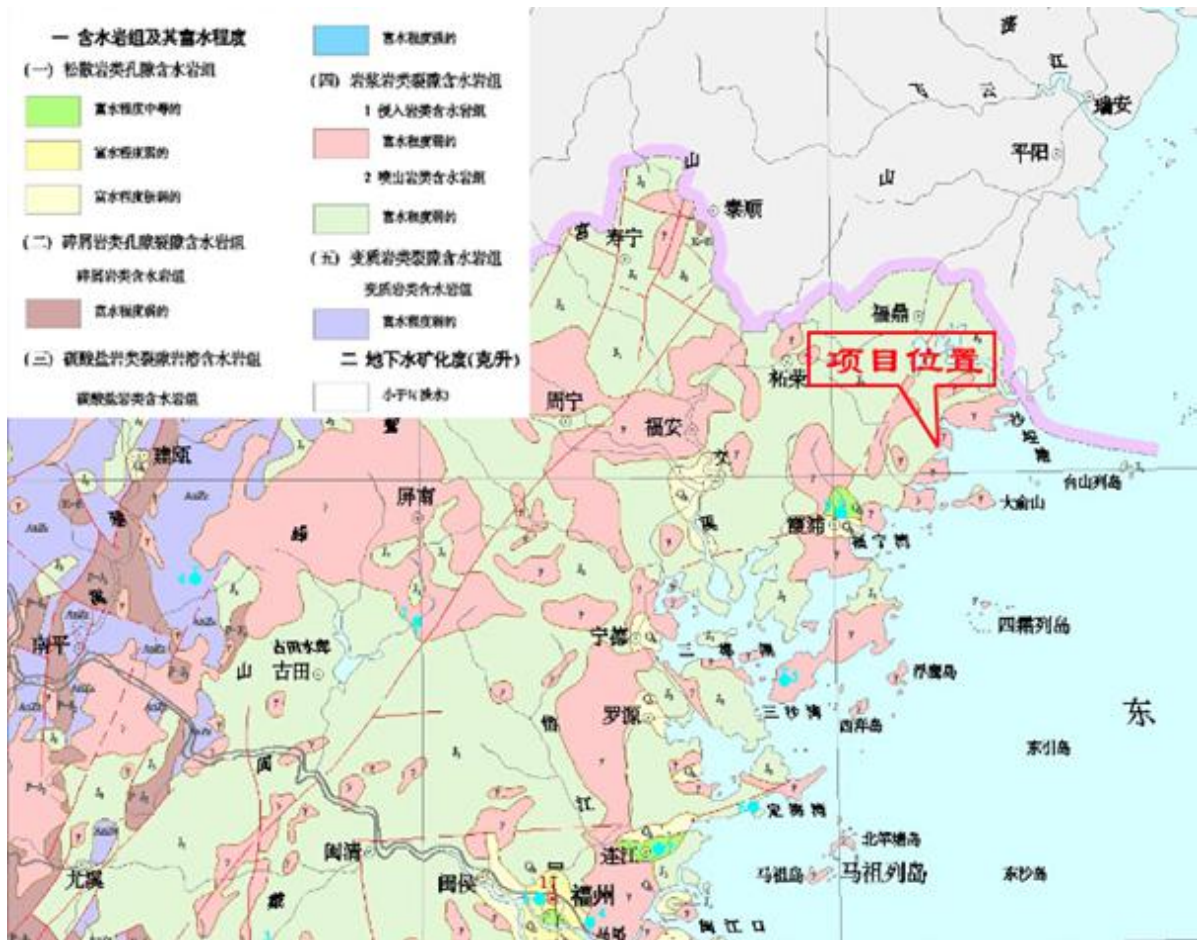 一 含水岩组及其富水程度
(一) 松散岩类孔隙含水岩组
富水程度中等的
富水程度弱的
富水程度极弱的
(二) 碎屑岩类孔隙裂隙含水岩组
碎屑岩类含水岩组
富水程度弱的
(三) 碳酸盐岩类裂隙岩溶含水岩组
碳酸盐岩类含水岩组
富水程度强的
(四) 岩浆岩类裂隙含水岩组
1 侵入岩类含水岩组
富水程度弱的
2 喷出岩类含水岩组
富水程度弱的
(五) 变质岩类裂隙含水岩组
变质岩类含水岩组
富水程度弱的
二 地下水矿化度(克/升)
飞云江
瑞安
平阳
泰顺
寿宁
福鼎
项目位置
柘荣
周宁
福安
沙埕港
台山列岛
大嵛山
建瓯
屏南
交溪
霞浦
福宁湾
四霜列岛
南平
古田水库
古田
宁德
浮鹰岛
罗源
三沙湾
西洋岛
东
东引岛
定海湾
闽江
北竿塘岛
闽清
连江
马祖岛
马祖列岛
东沙岛
尤溪
闽侯
福州
闽江口